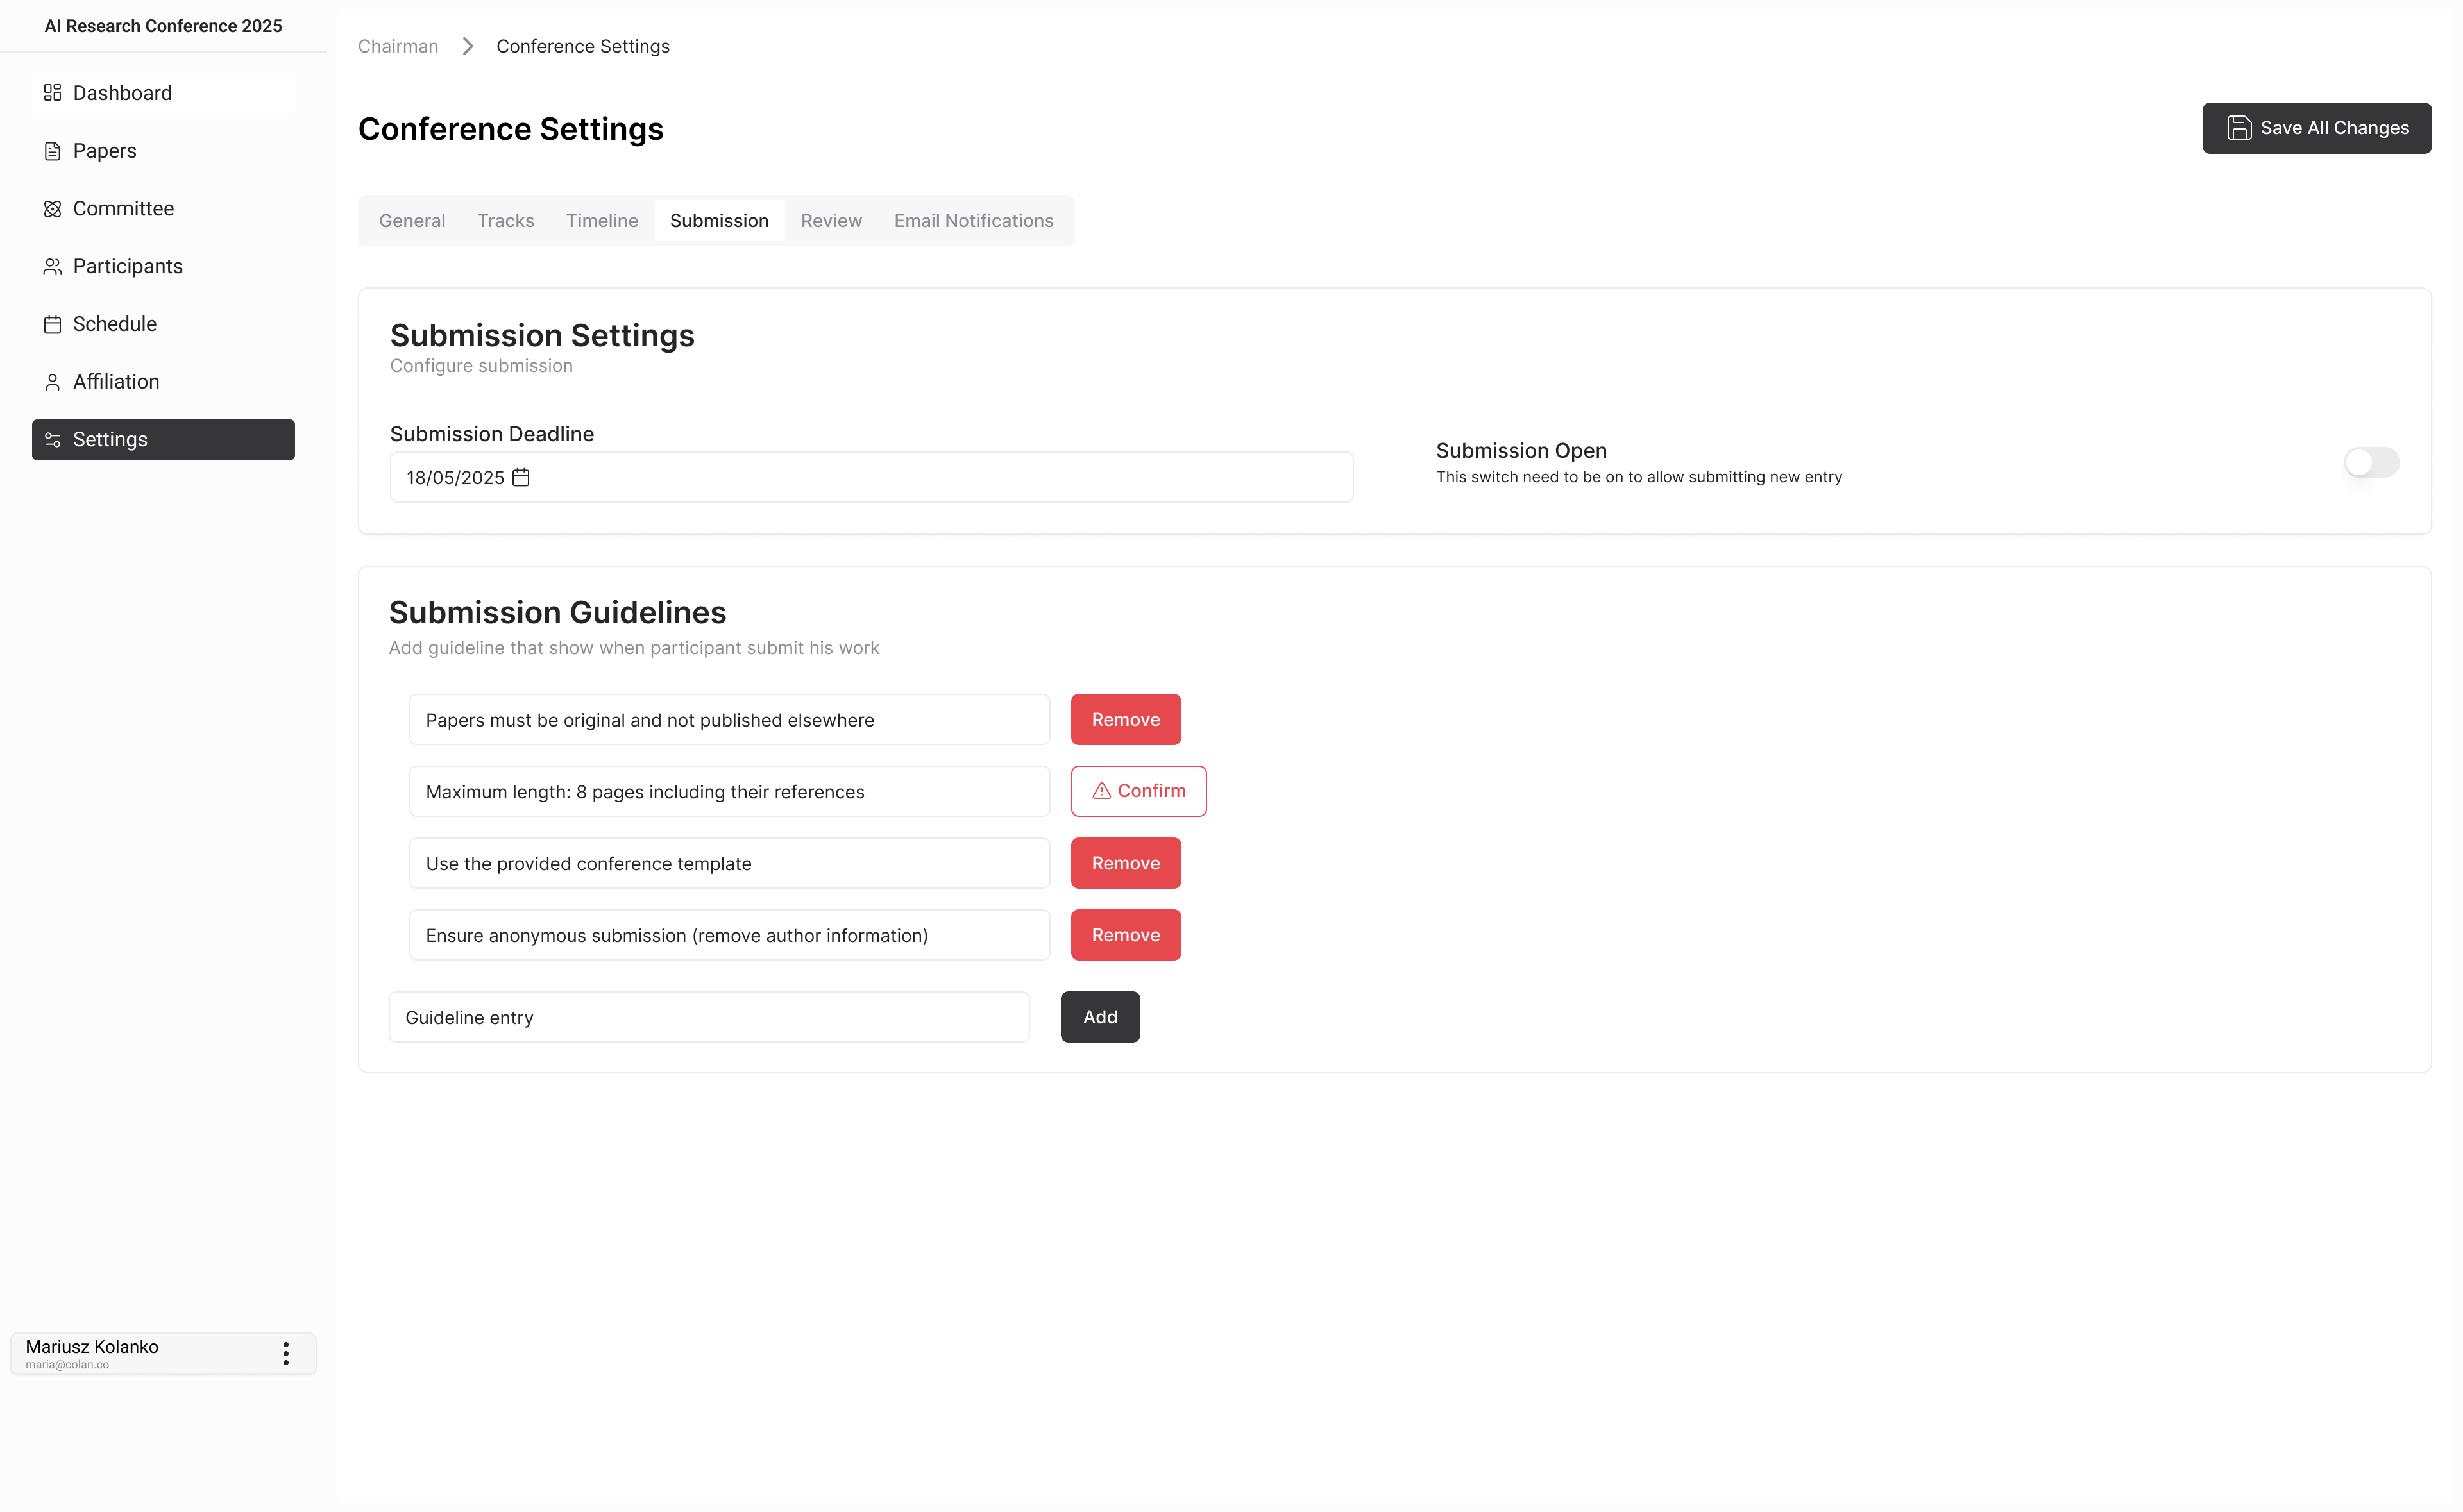 AI Research Conference 2025
Dashboard
Papers
Committee
Participants
Schedule
Affiliation
Settings
Mariusz Kolanko
maria@colan.co
Chairman > Conference Settings
Conference Settings
Save All Changes
General Tracks Timeline Submission Review Email Notifications
Submission Settings
Configure submission
Submission Deadline
18/05/2025
Submission Open
This switch need to be on to allow submitting new entry
Submission Guidelines
Add guideline that show when participant submit his work
Papers must be original and not published elsewhere Remove
Maximum length: 8 pages including their references Confirm
Use the provided conference template Remove
Ensure anonymous submission (remove author information) Remove
Guideline entry Add